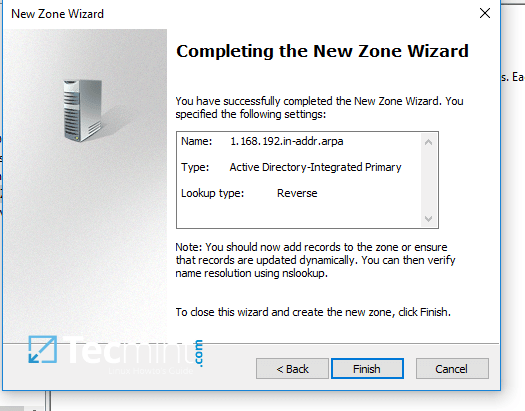 New Zone Wizard
s. Ea
Completing the New Zone Wizard
You have successfully completed the New Zone Wizard. You
specified the following settings:
Name: 1.168.192.in-addr.arpa
Type: Active Directory-Integrated Primary
Lookup type: Reverse
Note: You should now add records to the zone or ensure
that records are updated dynamically. You can then verify
name resolution using nslookup.
To close this wizard and create the new zone, click Finish.
Tecmint.com
< Back Finish Cancel